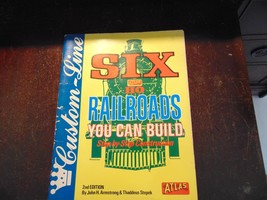 Custom-Line
SIX
HO
RAILROADS
YOU CAN BUILD
Step-by-Step Construction
2nd EDITION
By John H. Armstrong & Thaddeus Stepek
ATLAS